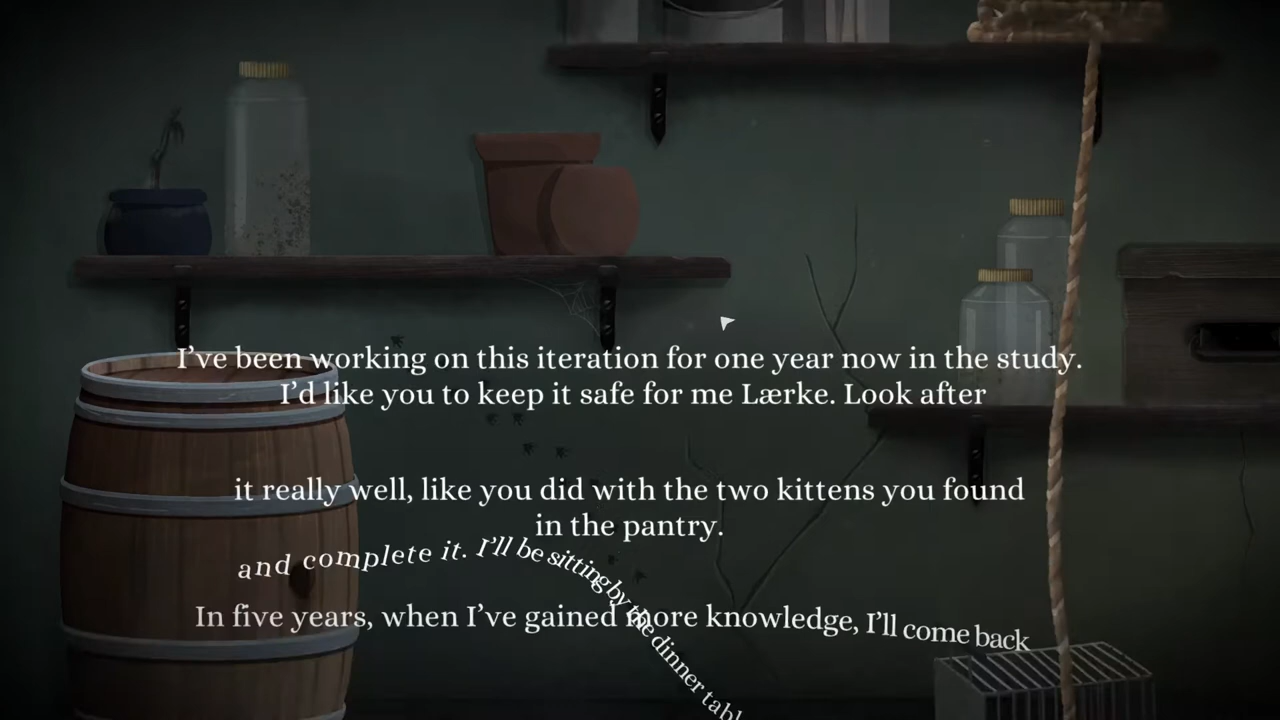 I've been working on this iteration for one year now in the study.
I'd like you to keep it safe for me Lærke. Look after
it really well, like you did with the two kittens you found
in the pantry.
In five years, when I've gained more knowledge, I'll come back
and complete it. I'll be sitting by the dinner tabl